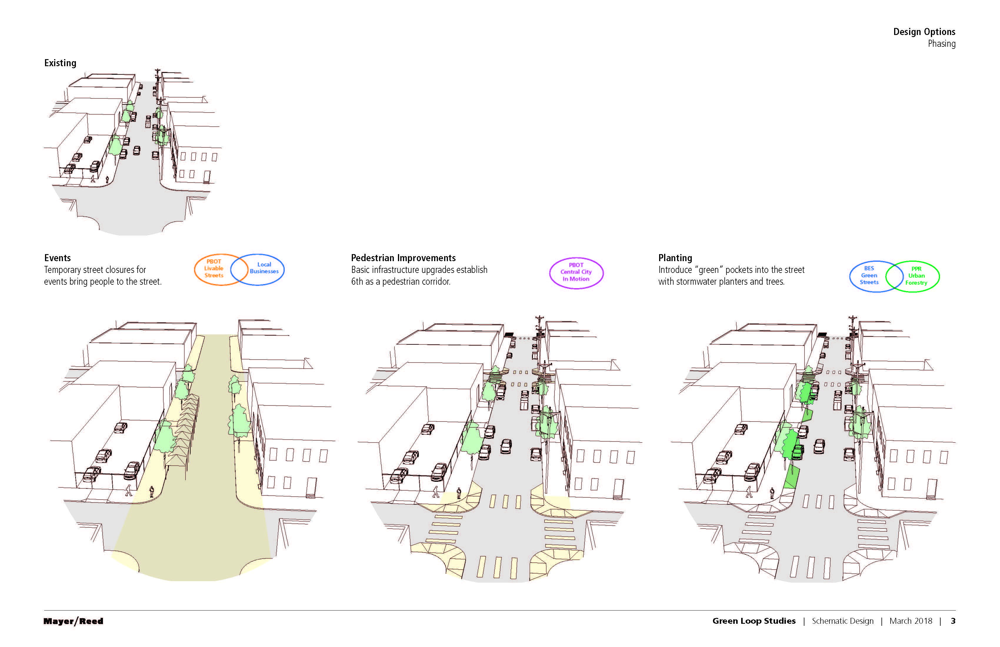 Design Options
Phasing
Existing
Events
Temporary street closures for
events bring people to the street.
PBOT
Livable
Streets
Local
Businesses
Pedestrian Improvements
Basic infrastructure upgrades establish
6th as a pedestrian corridor.
PBOT
Central City
In Motion
Planting
Introduce “green” pockets into the street
with stormwater planters and trees.
BES
Green
Streets
PPR
Urban
Forestry
Mayer/Reed
Green Loop Studies | Schematic Design | March 2018 | 3